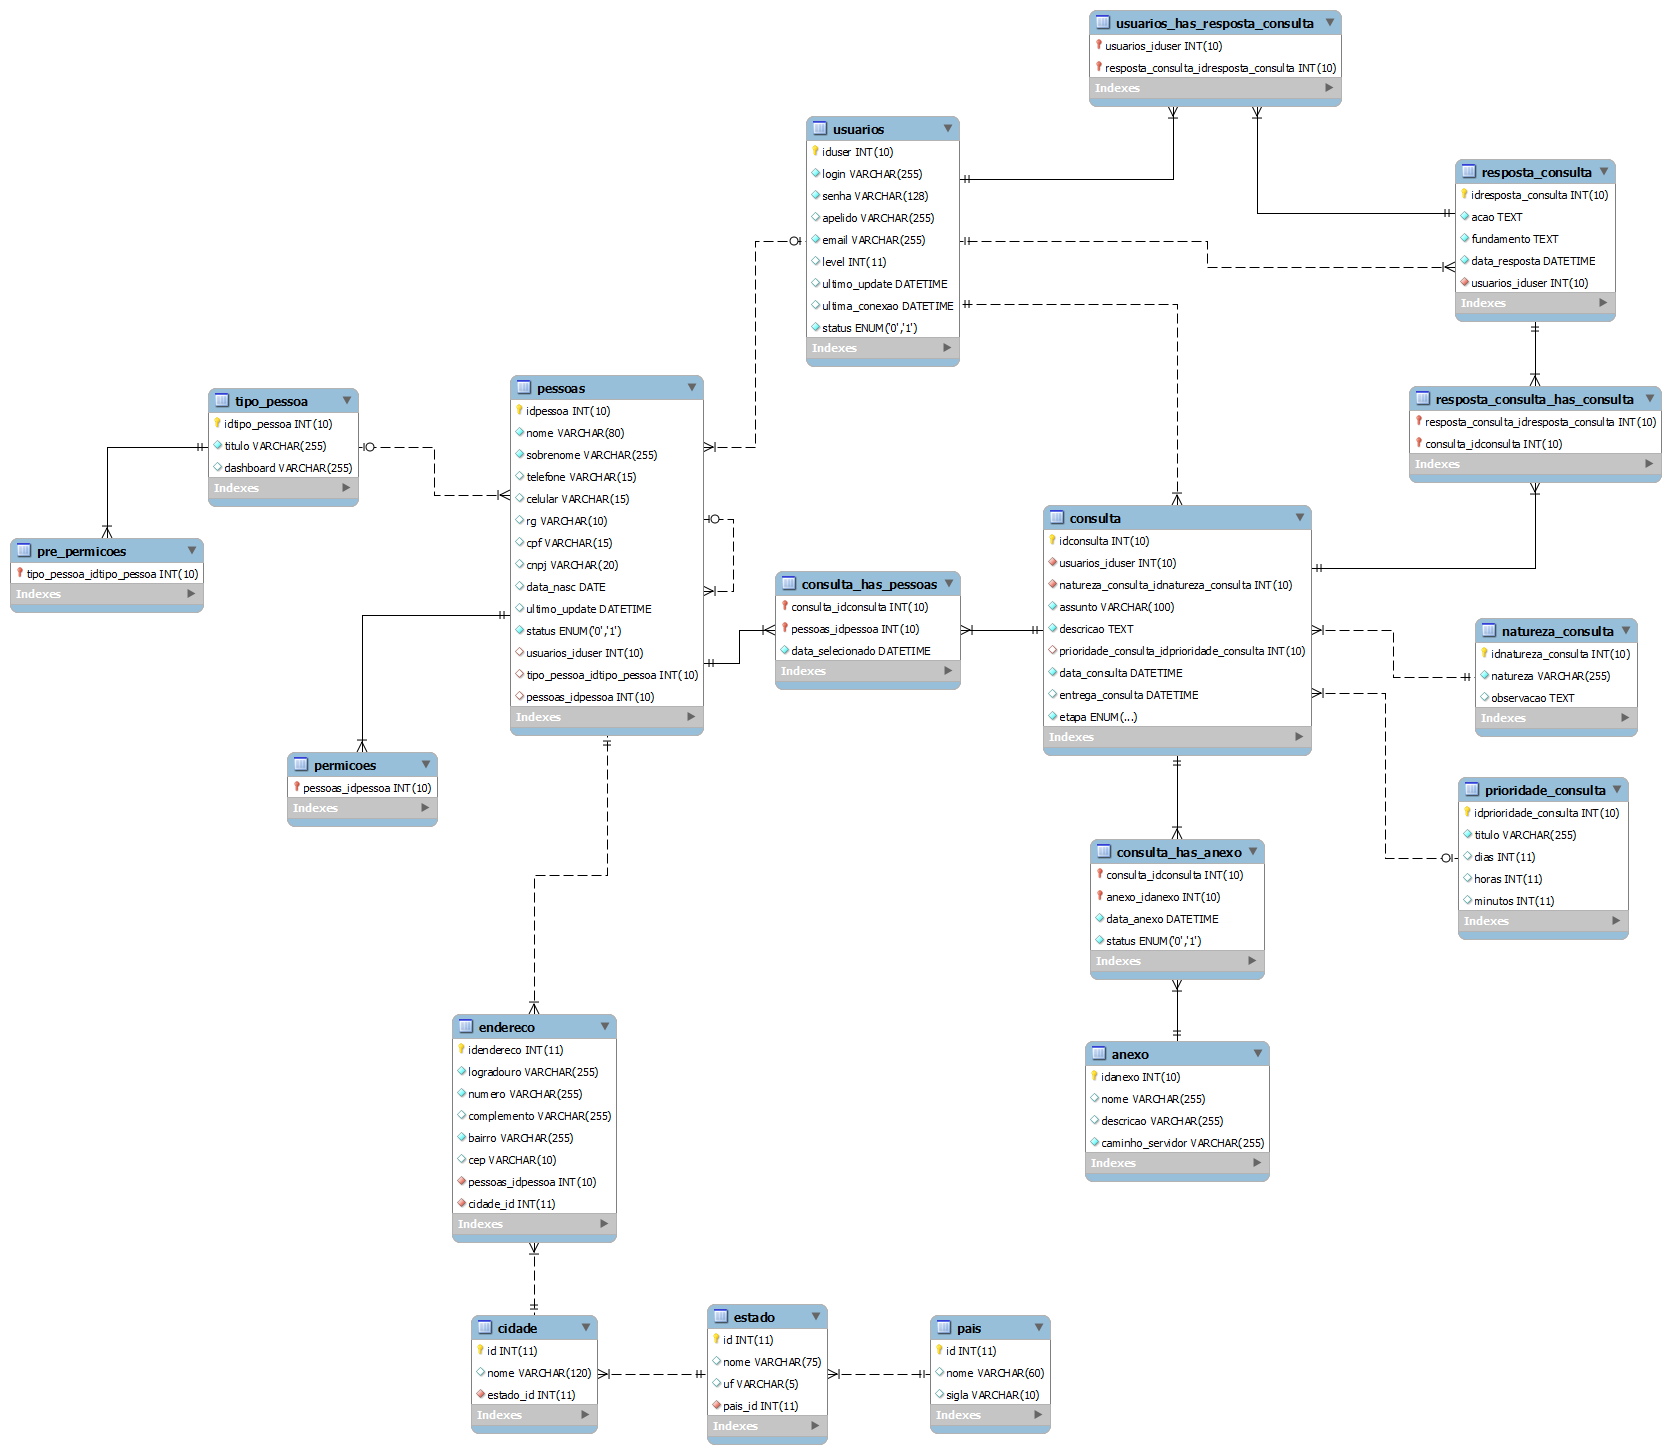 usuarios_has_resposta_consulta
usuarios_iduser INT(10)
resposta_consulta_idresposta_consulta INT(10)
Indexes
usuarios
iduser INT(10)
login VARCHAR(255)
senha VARCHAR(128)
apelido VARCHAR(255)
email VARCHAR(255)
level INT(11)
ultimo_update DATETIME
ultima_conexao DATETIME
status ENUM('0','1')
Indexes
resposta_consulta
idresposta_consulta INT(10)
acao TEXT
fundamento TEXT
data_resposta DATETIME
usuarios_iduser INT(10)
Indexes
tipo_pessoa
idtipo_pessoa INT(10)
titulo VARCHAR(255)
dashboard VARCHAR(255)
Indexes
pessoas
idpessoa INT(10)
nome VARCHAR(80)
sobrenome VARCHAR(255)
telefone VARCHAR(15)
celular VARCHAR(15)
rg VARCHAR(10)
cpf VARCHAR(15)
cnpj VARCHAR(20)
data_nasc DATE
ultimo_update DATETIME
status ENUM('0','1')
usuarios_iduser INT(10)
tipo_pessoa_idtipo_pessoa INT(10)
pessoas_idpessoa INT(10)
Indexes
resposta_consulta_has_consulta
resposta_consulta_idresposta_consulta INT(10)
consulta_idconsulta INT(10)
Indexes
pre_permicoes
tipo_pessoa_idtipo_pessoa INT(10)
Indexes
consulta_has_pessoas
consulta_idconsulta INT(10)
pessoas_idpessoa INT(10)
data_selecionado DATETIME
Indexes
consulta
idconsulta INT(10)
usuarios_iduser INT(10)
natureza_consulta_idnatureza_consulta INT(10)
assunto VARCHAR(100)
descricao TEXT
prioridade_consulta_idprioridade_consulta INT(10)
data_consulta DATETIME
entrega_consulta DATETIME
etapa ENUM(...)
Indexes
natureza_consulta
idnatureza_consulta INT(10)
natureza VARCHAR(255)
observacao TEXT
Indexes
permicoes
pessoas_idpessoa INT(10)
Indexes
prioridade_consulta
idprioridade_consulta INT(10)
titulo VARCHAR(255)
dias INT(11)
horas INT(11)
minutos INT(11)
Indexes
consulta_has_anexo
consulta_idconsulta INT(10)
anexo_idanexo INT(10)
data_anexo DATETIME
status ENUM('0','1')
Indexes
endereco
idendereco INT(11)
logradouro VARCHAR(255)
numero VARCHAR(255)
complemento VARCHAR(255)
bairro VARCHAR(255)
cep VARCHAR(10)
pessoas_idpessoa INT(10)
cidade_id INT(11)
Indexes
anexo
idanexo INT(10)
nome VARCHAR(255)
descricao VARCHAR(255)
caminho_servidor VARCHAR(255)
Indexes
cidade
id INT(11)
nome VARCHAR(120)
estado_id INT(11)
Indexes
estado
id INT(11)
nome VARCHAR(75)
uf VARCHAR(5)
pais_id INT(11)
Indexes
pais
id INT(11)
nome VARCHAR(60)
sigla VARCHAR(10)
Indexes